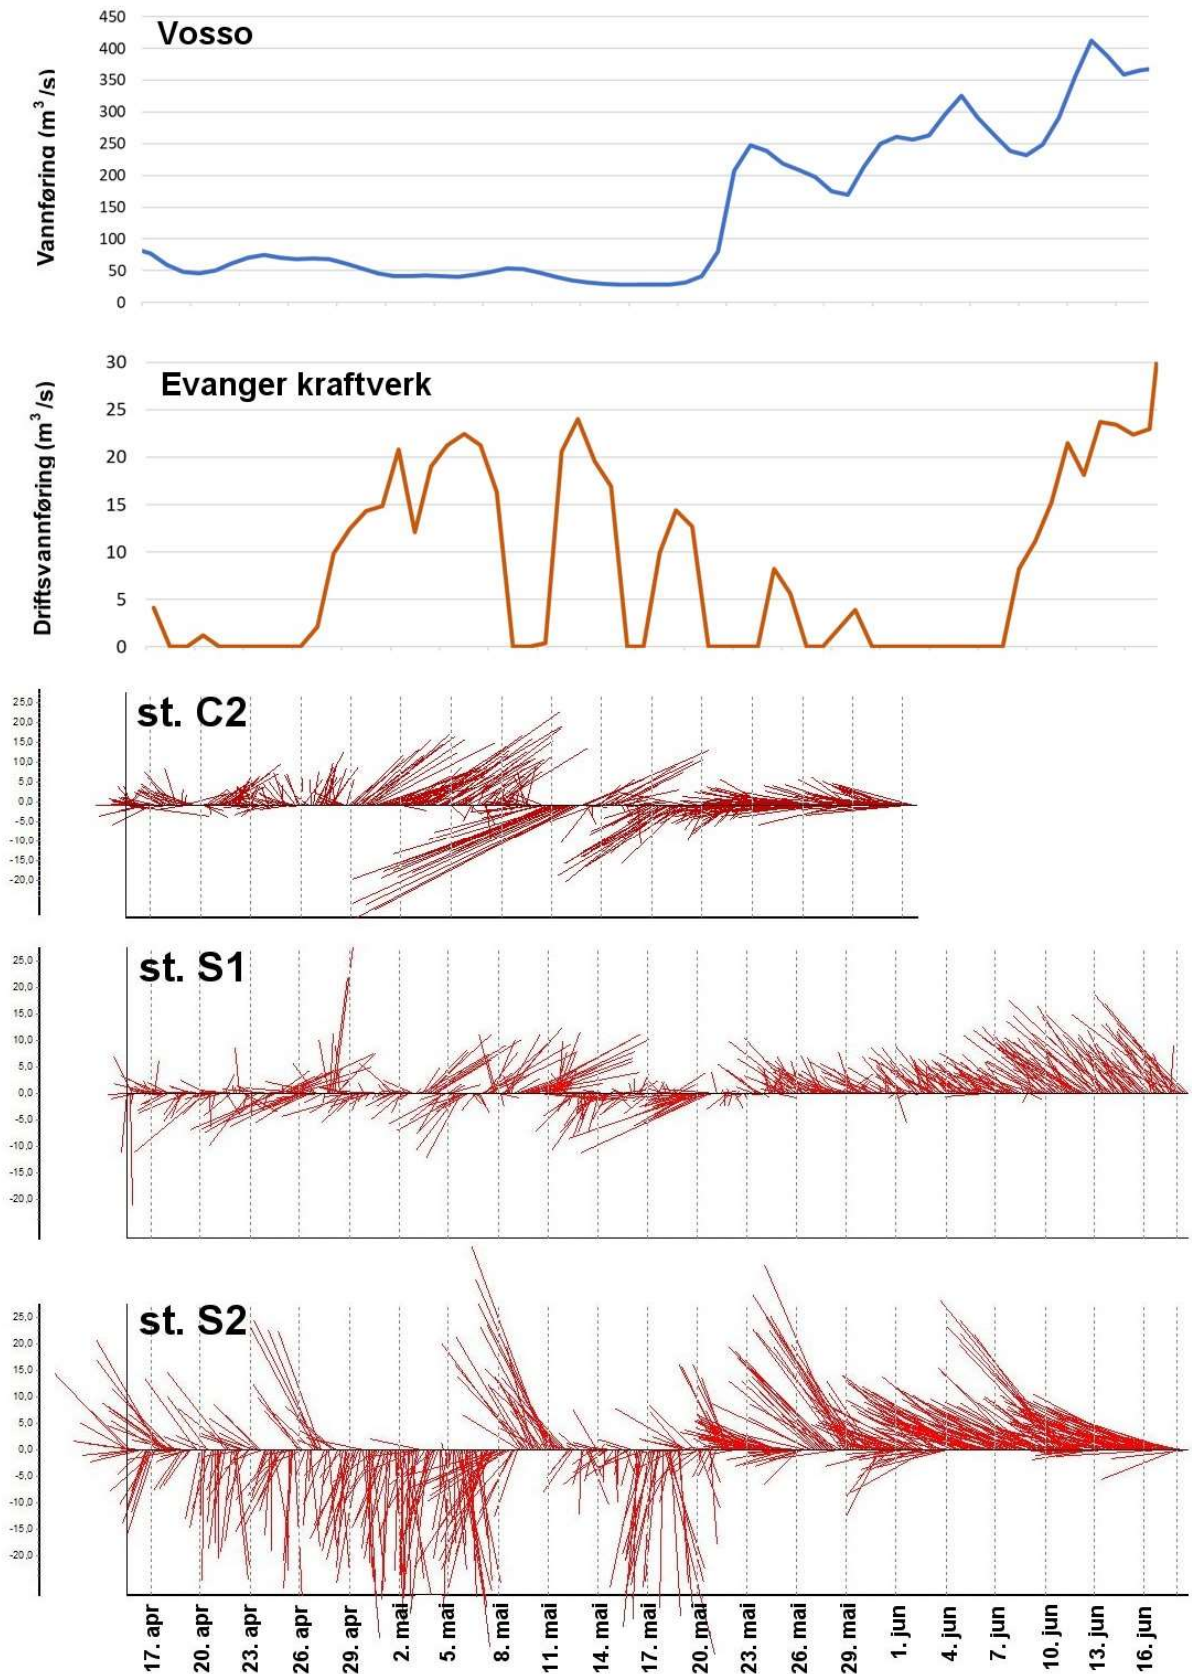 Vosso
Vannføring (m³/s)
450
400
350
300
250
200
150
100
50
0
Evanger kraftverk
Driftsvannføring (m³/s)
30
25
20
15
10
5
0
st. C2
25,0
20,0
15,0
10,0
5,0
0,0
-5,0
-10,0
-15,0
-20,0
st. S1
25,0
20,0
15,0
10,0
5,0
0,0
-5,0
-10,0
-15,0
-20,0
st. S2
25,0
20,0
15,0
10,0
5,0
0,0
-5,0
-10,0
-15,0
-20,0
17. apr
20. apr
23. apr
26. apr
29. apr
2. mai
5. mai
8. mai
11. mai
14. mai
17. mai
20. mai
23. mai
26. mai
29. mai
1. jun
4. jun
7. jun
10. jun
13. jun
16. jun